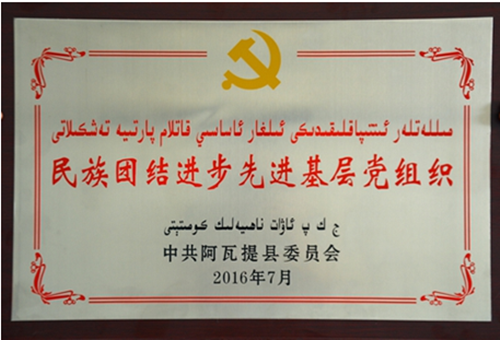 مىللەتلەر ئىتتىپاقلىقىدىكى ئىلغار ئاساسىي قاتلام پارتىيە تەشكىلاتى
民族团结进步先进基层党组织
ج ك پ ئاۋات ناھىيەلىك كومىتېتى
中共阿瓦提县委员会
2016年7月